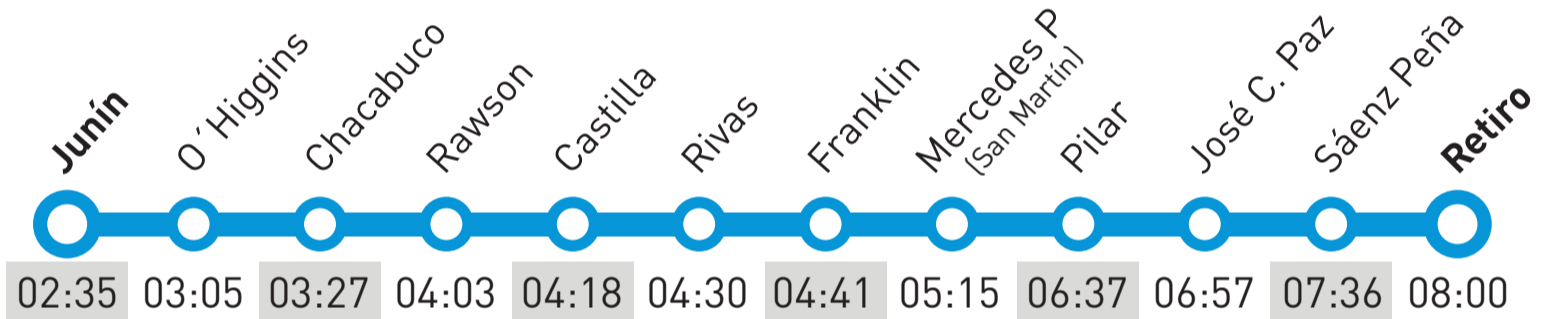 Junín
O´Higgins
Chacabuco
Rawson
Castilla
Rivas
Franklin
Mercedes P
(San Martín)
Pilar
José C. Paz
Sáenz Peña
Retiro
02:35 03:05 03:27 04:03 04:18 04:30 04:41 05:15 06:37 06:57 07:36 08:00